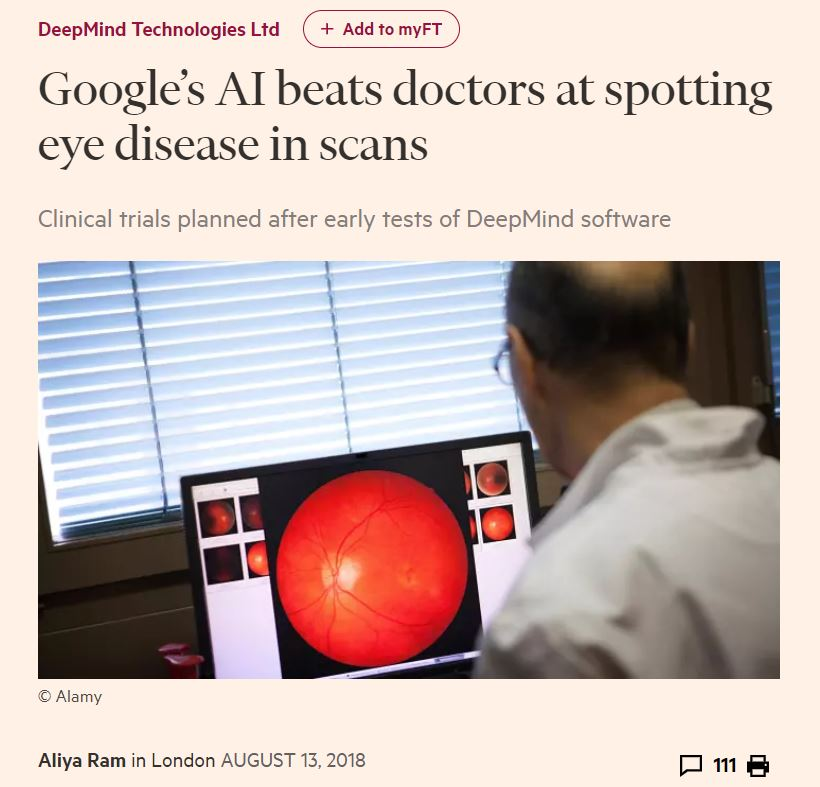 DeepMind Technologies Ltd + Add to myFT
Google’s AI beats doctors at spotting
eye disease in scans
Clinical trials planned after early tests of DeepMind software
© Alamy
Aliya Ram in London AUGUST 13, 2018 111